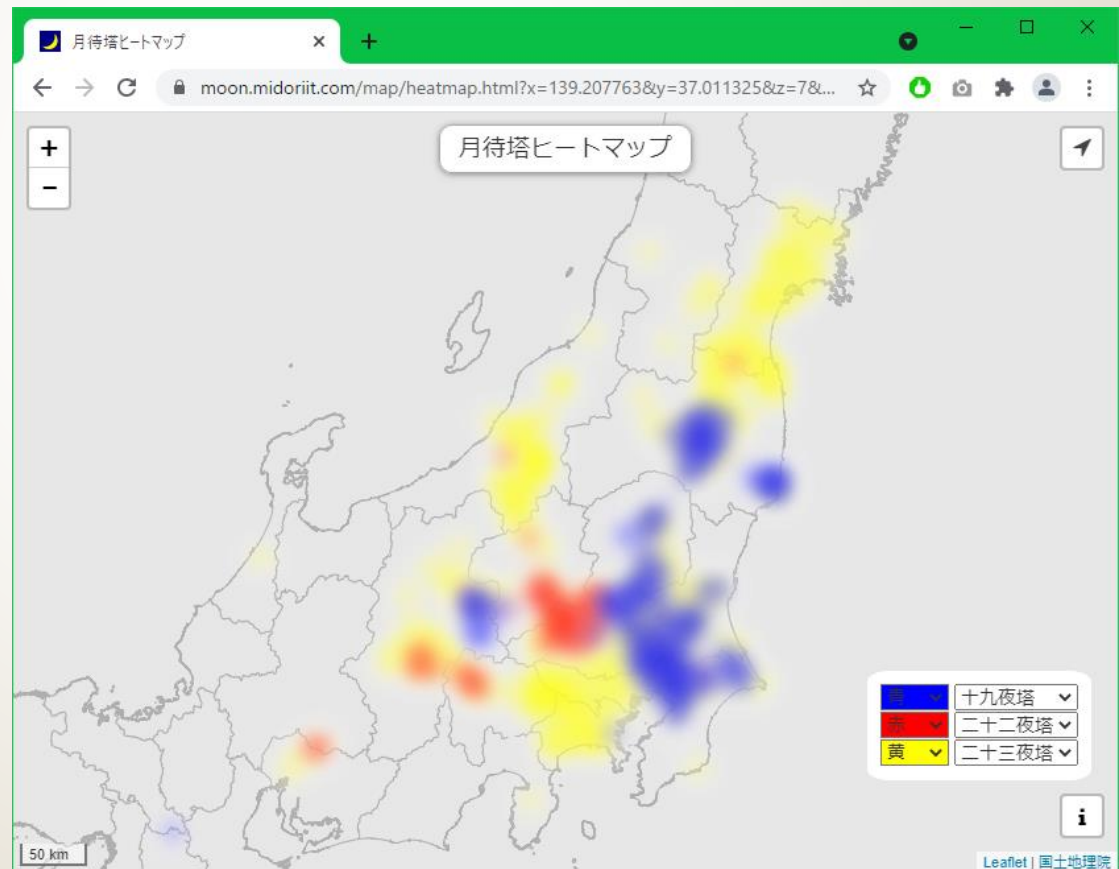 月待塔ヒートマップ
moon.midoriit.com/map/heatmap.html?x=139.207763&y=37.011325&z=7&...
+
−
月待塔ヒートマップ
青 十九夜塔
赤 二十二夜塔
黄 二十三夜塔
i
50 km
Leaflet | 国土地理院